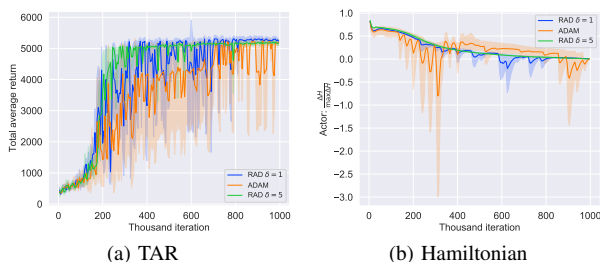 6000
5000
4000
3000
2000
1000
0
Total average return
0 200 400 600 800 1000
Thousand iteration
RAD δ = 1
ADAM
RAD δ = 5
(a) TAR
1.0
0.5
0.0
−0.5
−1.0
−1.5
−2.0
−2.5
−3.0
Actor: ΔH/maxΔH
0 200 400 600 800 1000
Thousand iteration
RAD δ = 1
ADAM
RAD δ = 5
(b) Hamiltonian